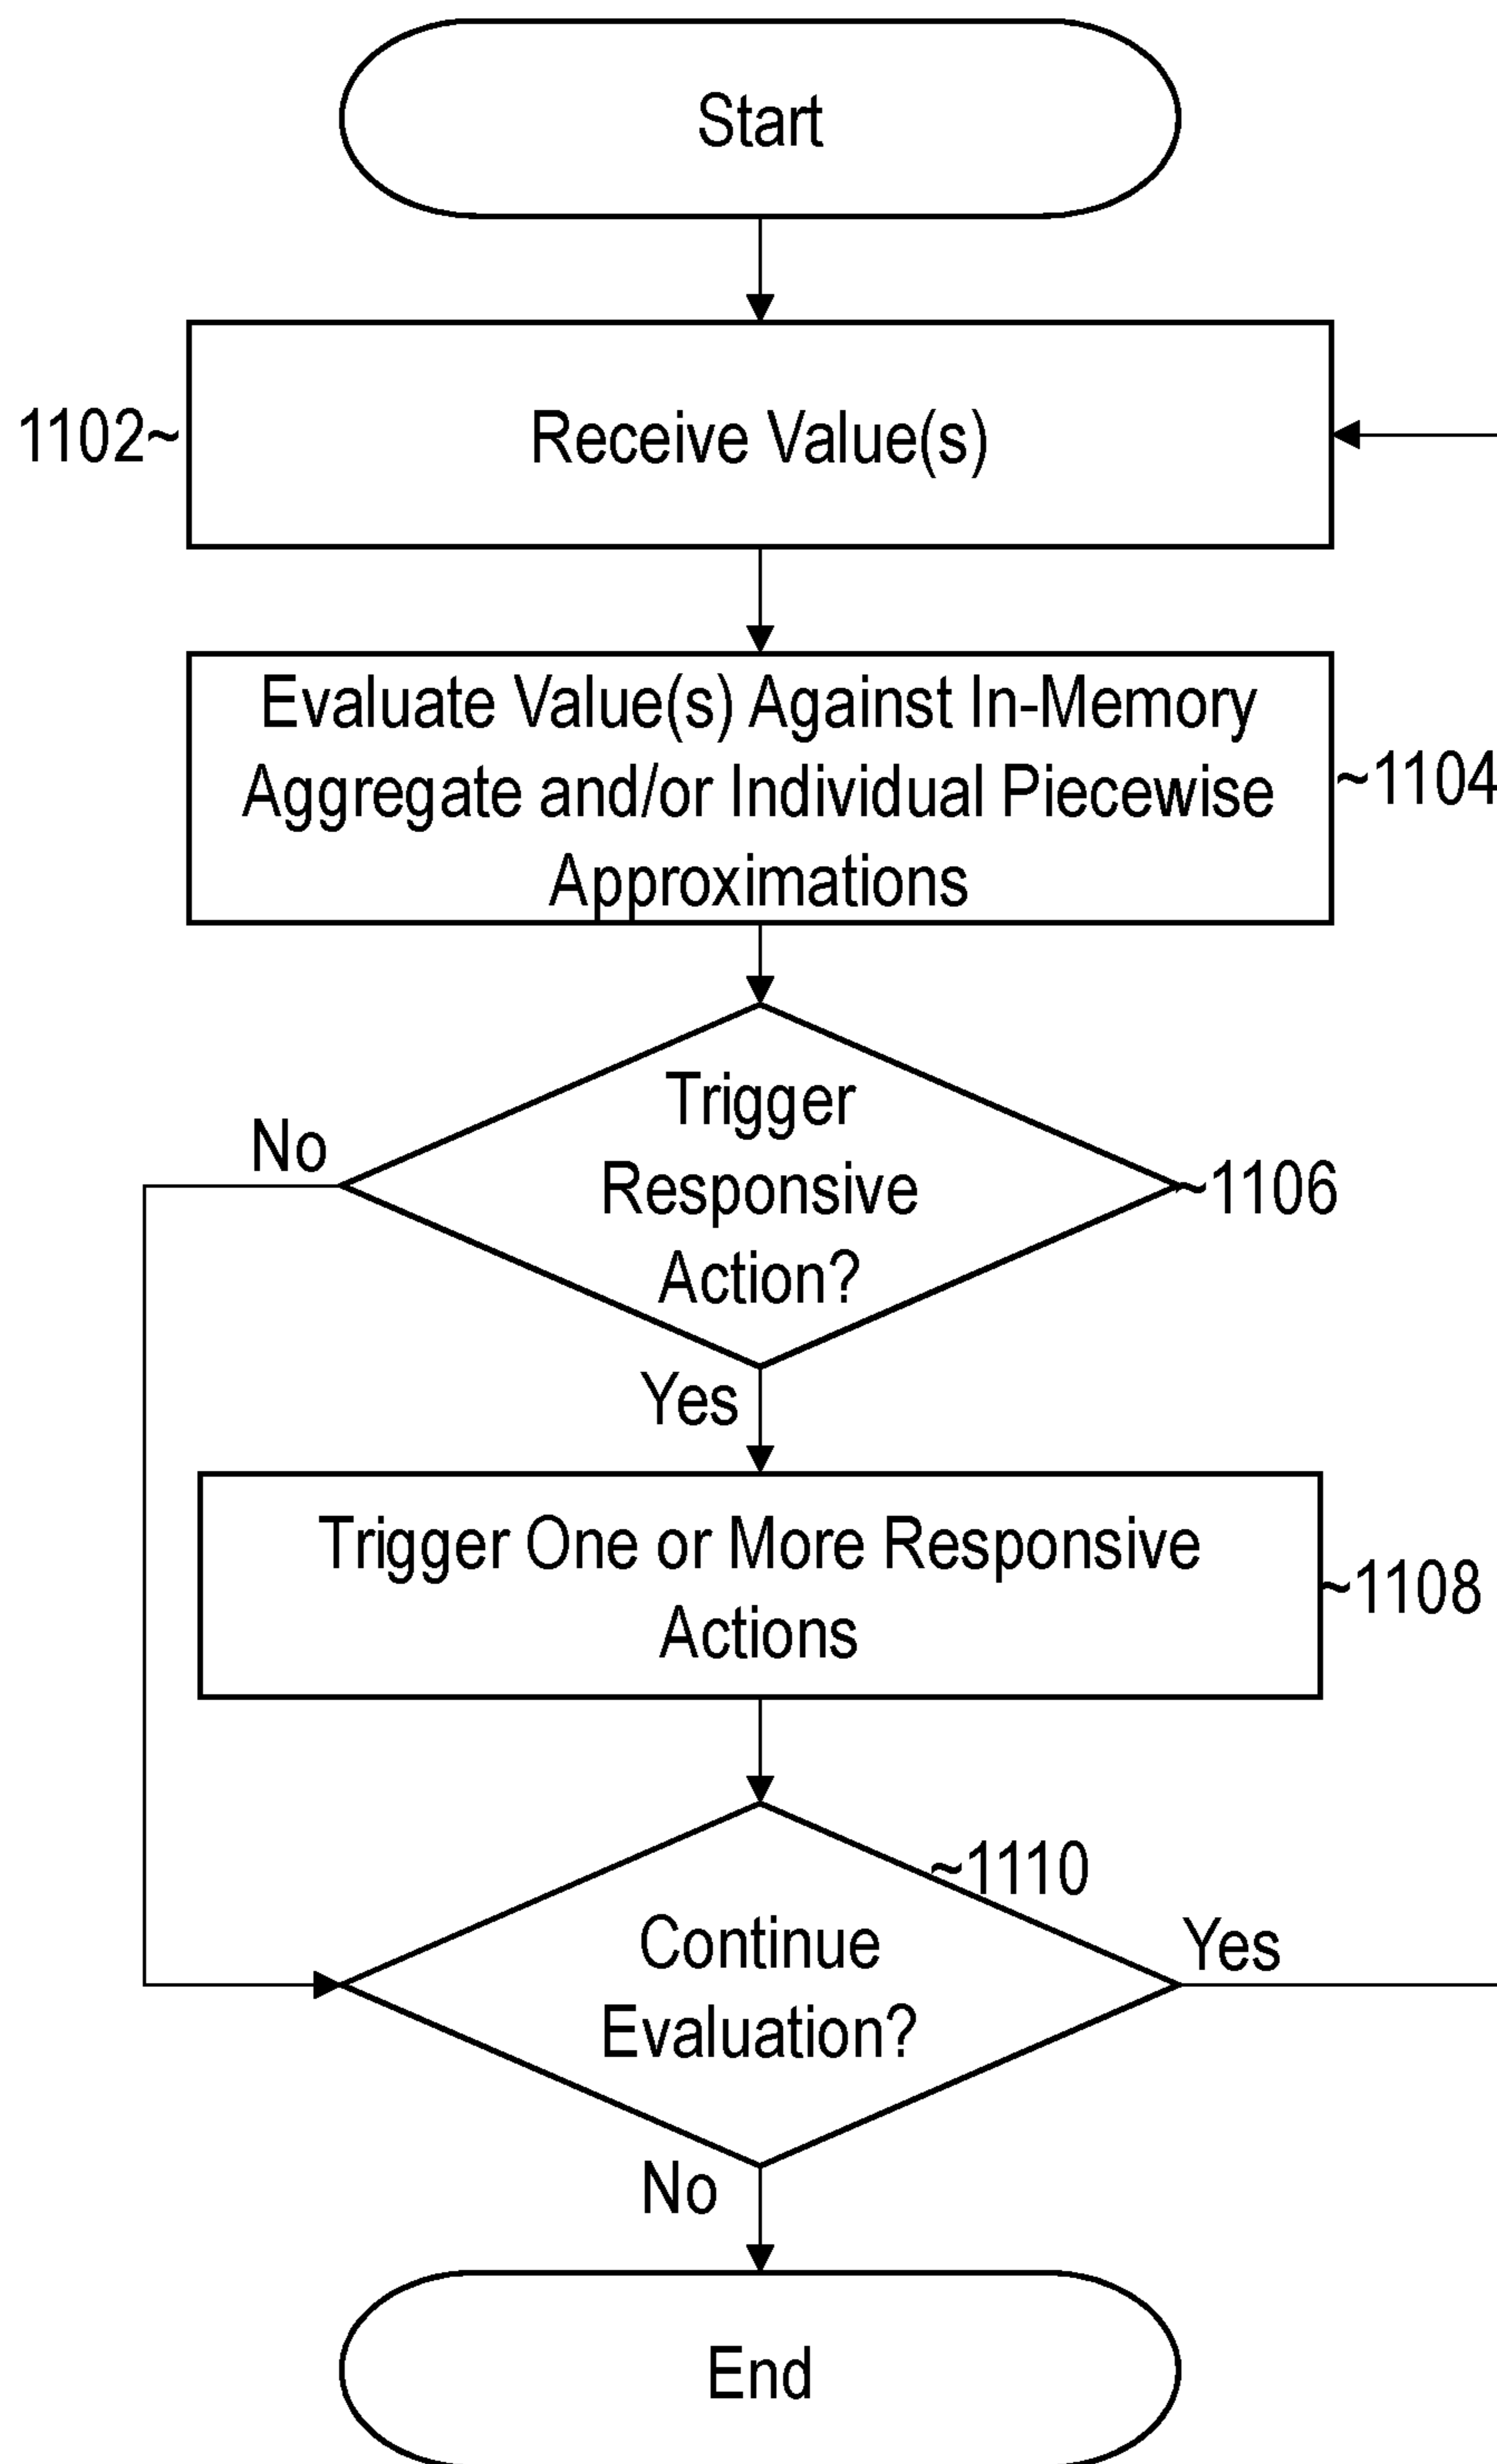 Start
1102~
Receive Value(s)
Evaluate Value(s) Against In-Memory
Aggregate and/or Individual Piecewise
Approximations
~1104
Trigger
Responsive
Action?
~1106
No
Yes
Trigger One or More Responsive
Actions
~1108
~1110
Continue
Evaluation?
Yes
No
End